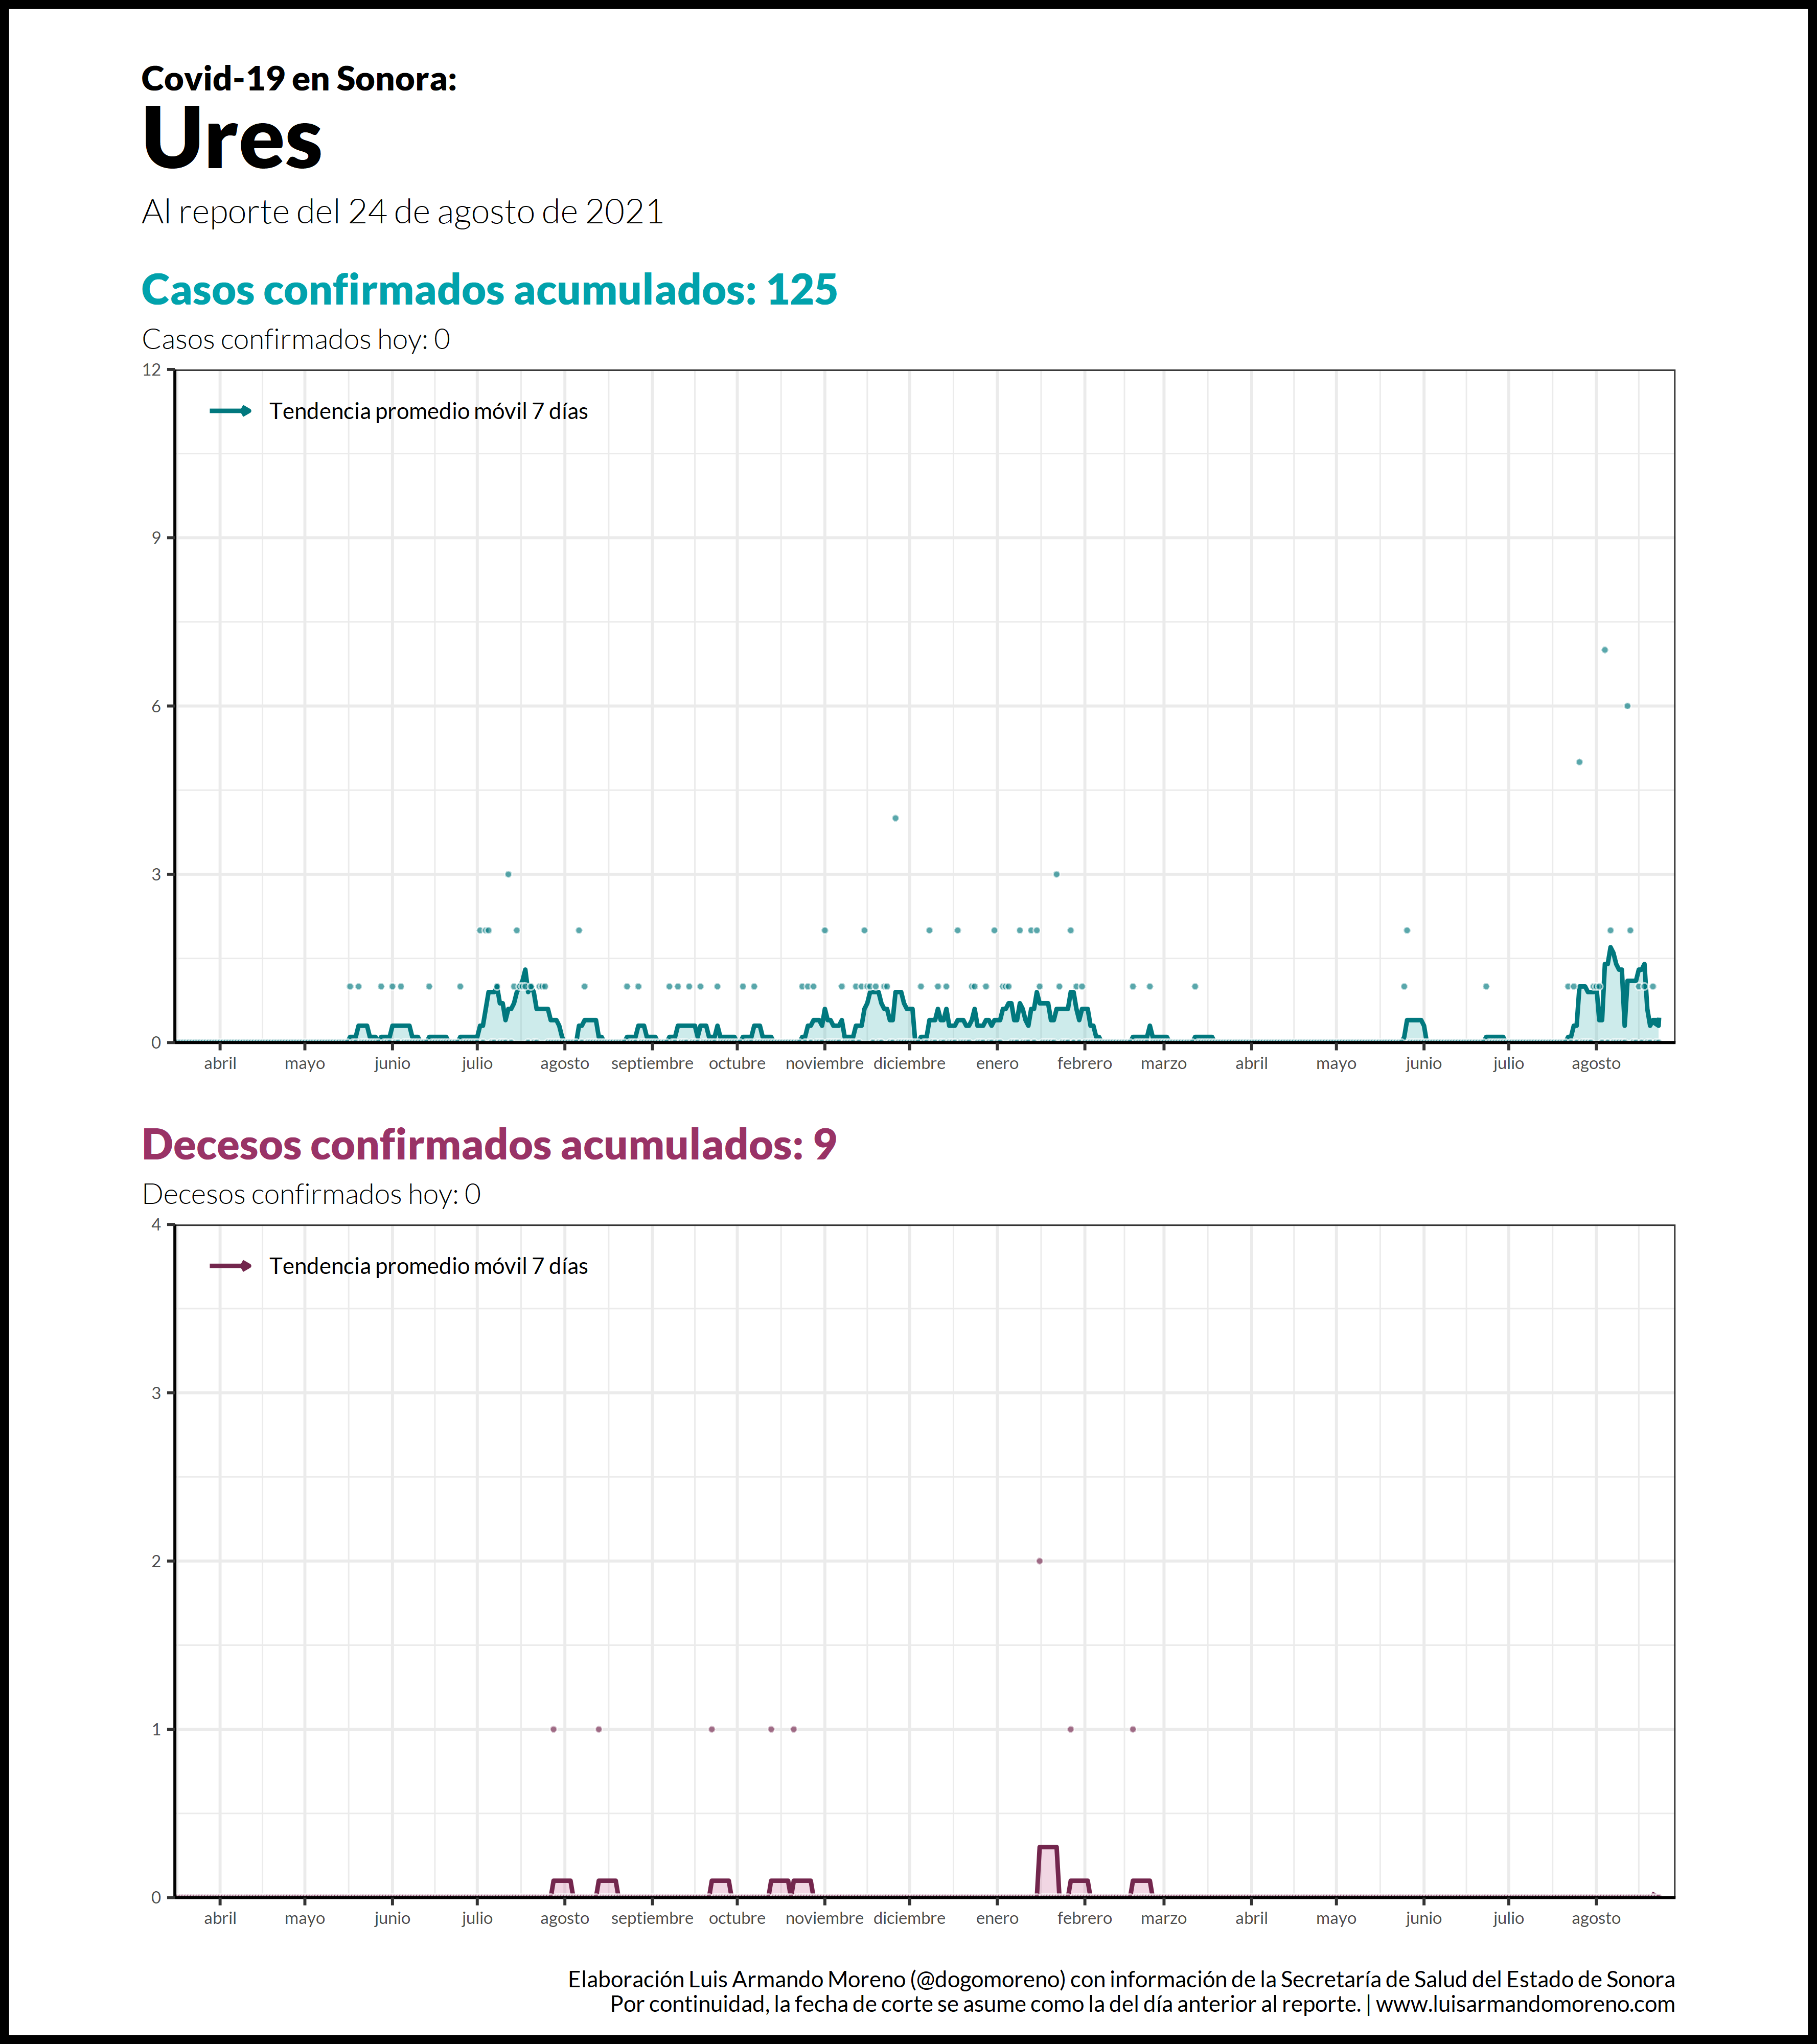 Covid-19 en Sonora:
Ures
Al reporte del 24 de agosto de 2021
Casos confirmados acumulados: 125
Casos confirmados hoy: 0
12
Tendencia promedio móvil 7 días
9
6
3
0
abril mayo junio julio agosto septiembre octubre noviembre diciembre enero febrero marzo abril mayo junio julio agosto
Decesos confirmados acumulados: 9
Decesos confirmados hoy: 0
4
Tendencia promedio móvil 7 días
3
2
1
0
abril mayo junio julio agosto septiembre octubre noviembre diciembre enero febrero marzo abril mayo junio julio agosto
Elaboración Luis Armando Moreno (@dogomoreno) con información de la Secretaría de Salud del Estado de Sonora
Por continuidad, la fecha de corte se asume como la del día anterior al reporte. | www.luisarmandomoreno.com